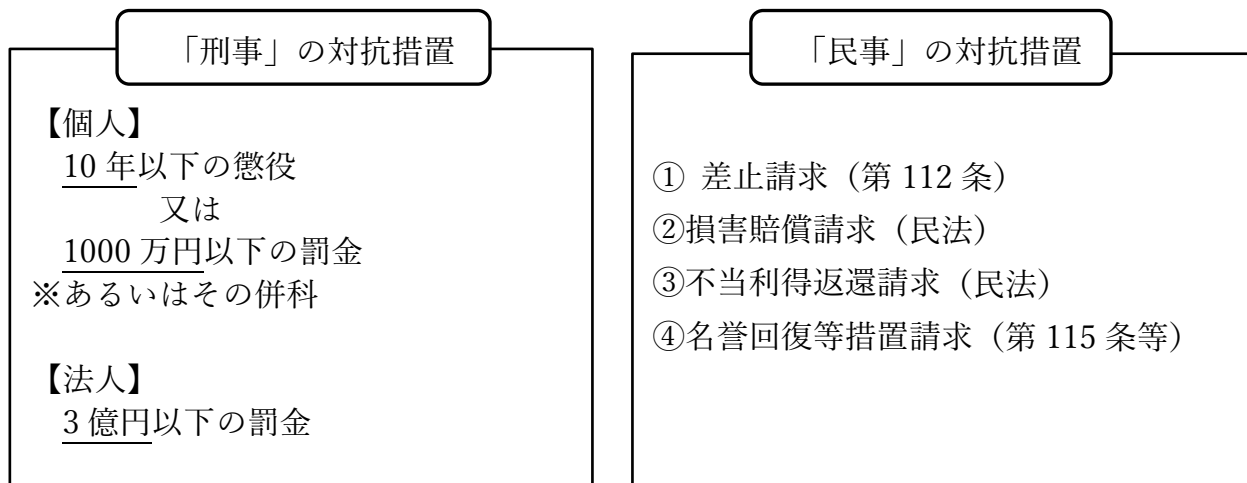 「刑事」の対抗措置
【個人】
10 年以下の懲役
又は
1000 万円以下の罰金
※あるいはその併科
【法人】
3 億円以下の罰金
「民事」の対抗措置
① 差止請求（第 112 条）
②損害賠償請求（民法）
③不当利得返還請求（民法）
④名誉回復等措置請求（第 115 条等）